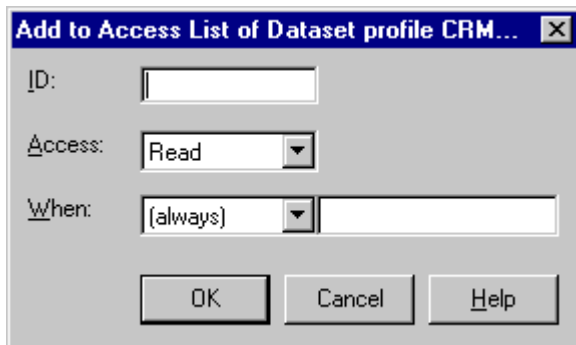 Add to Access List of Dataset profile CRM...
ID:
Access: Read
When: (always)
OK Cancel Help